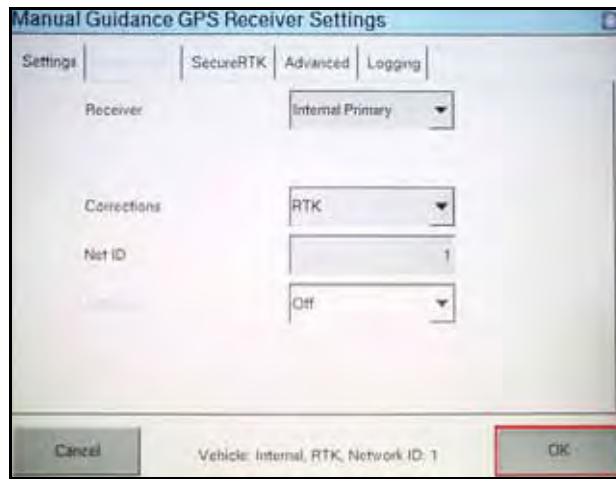 Manual Guidance GPS Receiver Settings
Settings
SecureRTK
Advanced
Logging
Receiver
Internal Primary
Corrections
RTK
Net ID
1
Off
Cancel
Vehicle: Internal, RTK, Network ID: 1
OK